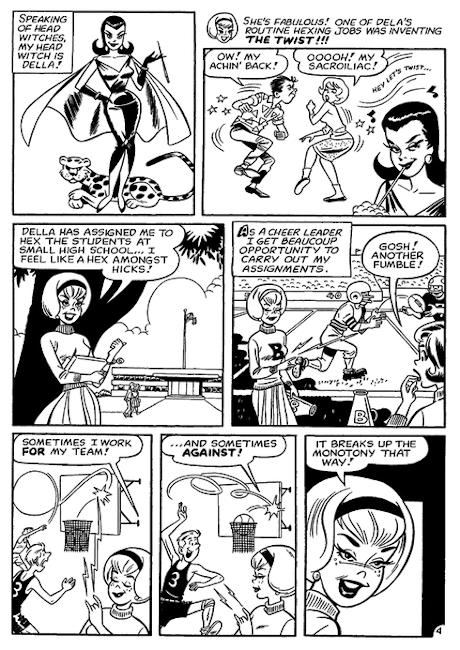 SPEAKING
OF HEAD
WITCHES,
MY HEAD
WITCH IS
DELLA!
SHE'S FABULOUS! ONE OF DELA'S
ROUTINE HEXING JOBS WAS INVENTING
THE TWIST!!!
OW! MY
ACHIN' BACK!
OOOOH! MY
SACROILIAC!
HEY LET'S TWIST...
DELLA HAS ASSIGNED ME TO
HEX THE STUDENTS AT
SMALL HIGH SCHOOL... I
FEEL LIKE A HEX AMONGST
HICKS!
AS A CHEER LEADER
I GET BEAUCOUP
OPPORTUNITY TO
CARRY OUT MY
ASSIGNMENTS.
GOSH!
ANOTHER
FUMBLE!
B
B
SOMETIMES I WORK
FOR MY TEAM!
3
...AND SOMETIMES
AGAINST!
3
IT BREAKS UP THE
MONOTONY THAT
WAY!
4